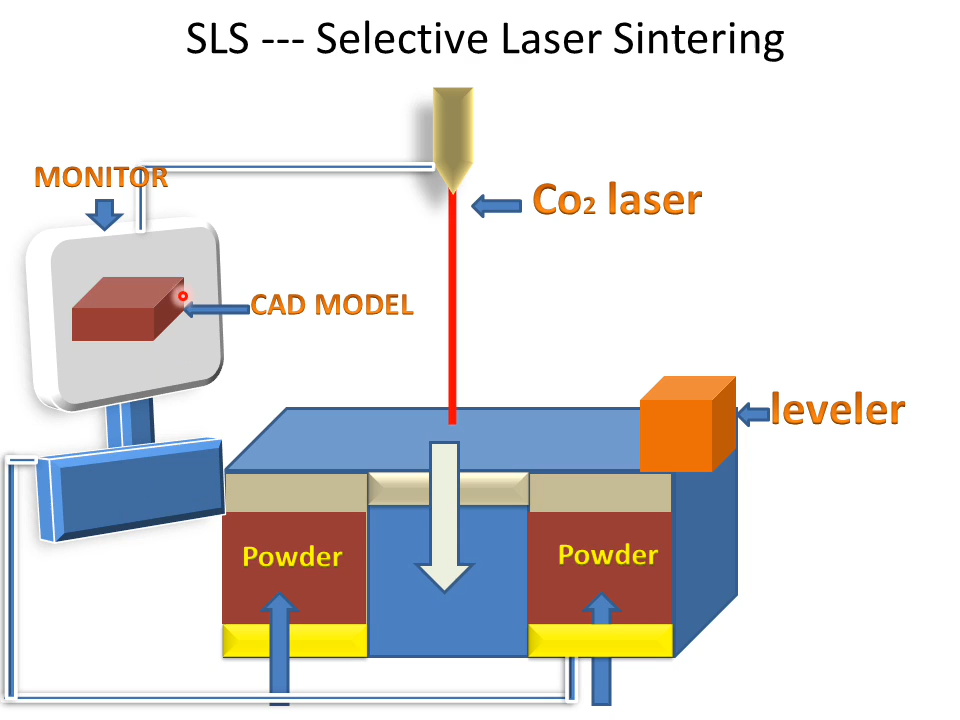 SLS --- Selective Laser Sintering
MONITOR
Co₂ laser
CAD MODEL
leveler
Powder
Powder